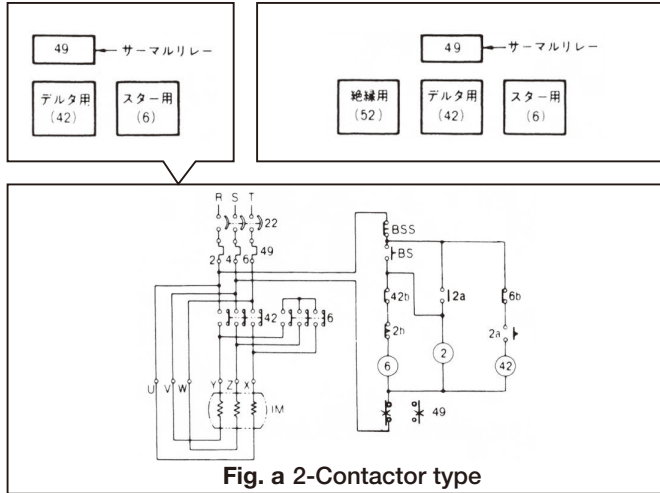 49 サーマルリレー
デルタ用 スター用
(42) (6)
49 サーマルリレー
絶縁用 デルタ用 スター用
(52) (42) (6)
R S T
22
49
2 4 6
BSS
BS
42b 2a 6b
42 6
2b 2a
6 2 42
U V W Y Z X
IM
49
Fig. a 2-Contactor type